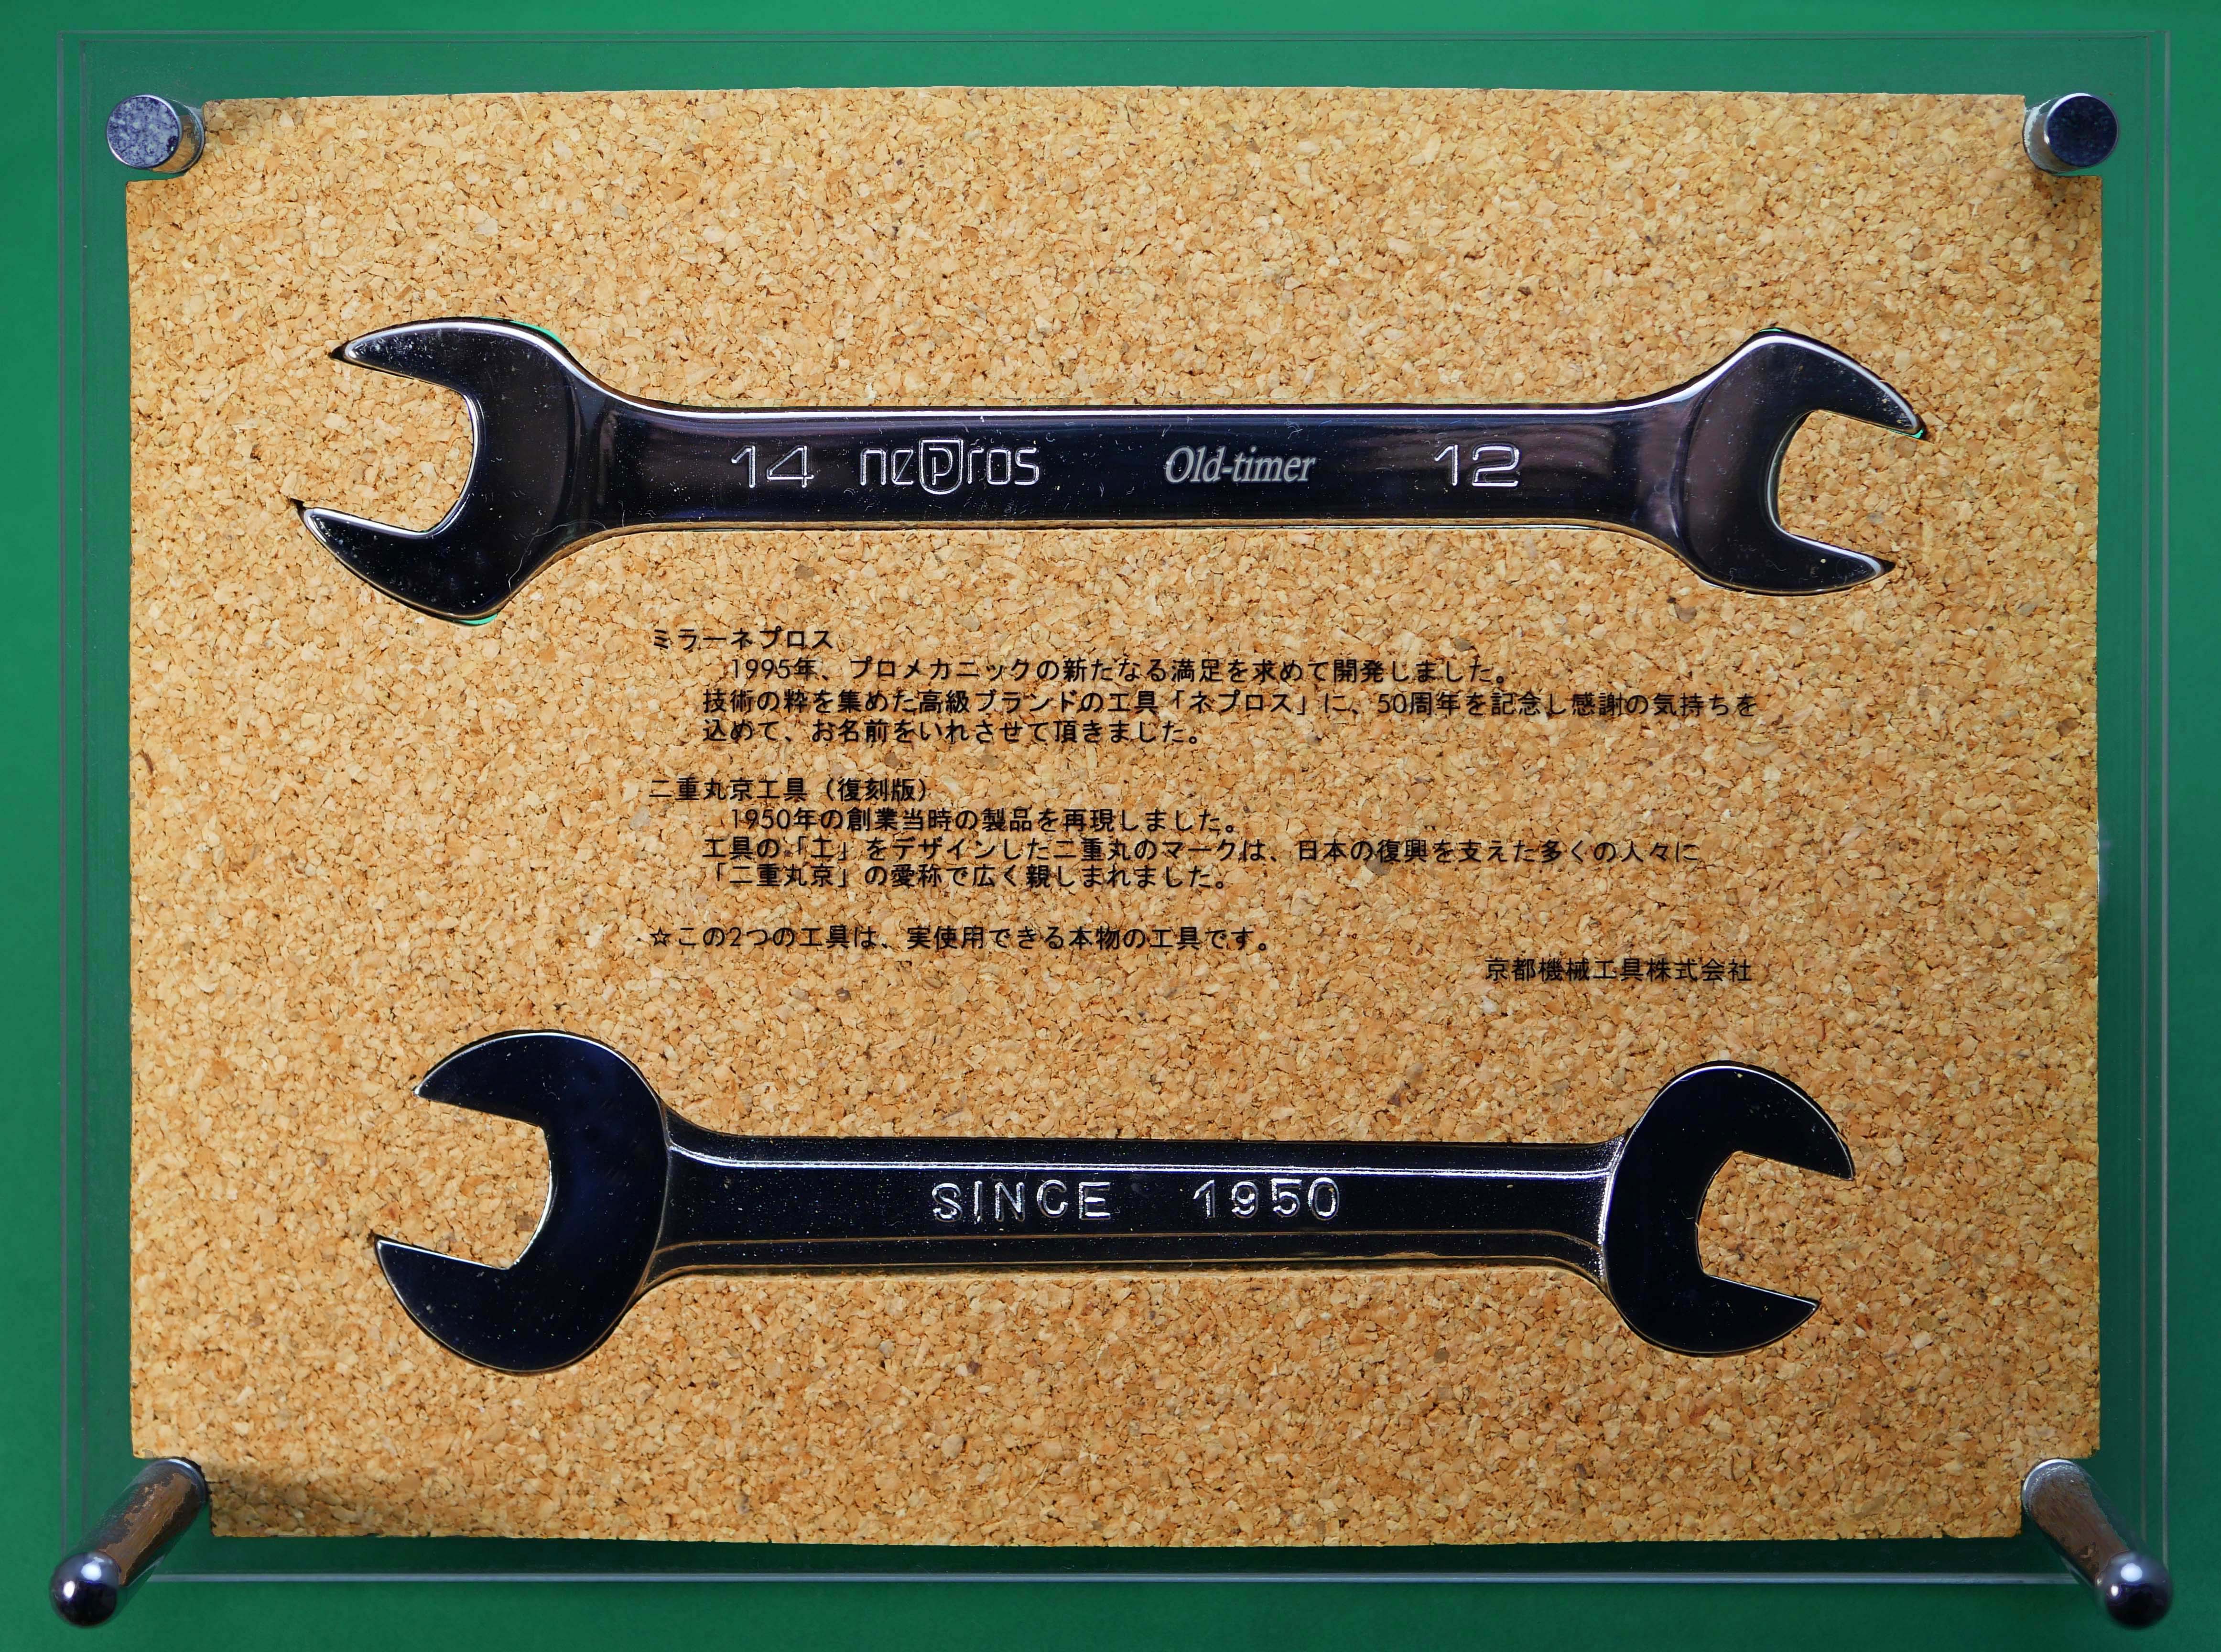 14 nepros Old-timer 12
ミラーネプロス
1995年、プロメカニックの新たなる満足を求めて開発しました。
技術の粋を集めた高級ブランドの工具「ネプロス」に、50周年を記念し感謝の気持ちを
込めて、お名前をいれさせて頂きました。
二重丸京工具（復刻版）
1950年の創業当時の製品を再現しました。
工具の「工」をデザインした二重丸のマークは、日本の復興を支えた多くの人々に
「二重丸京」の愛称で広く親しまれました。
☆この2つの工具は、実使用できる本物の工具です。
京都機械工具株式会社
SINCE 1950